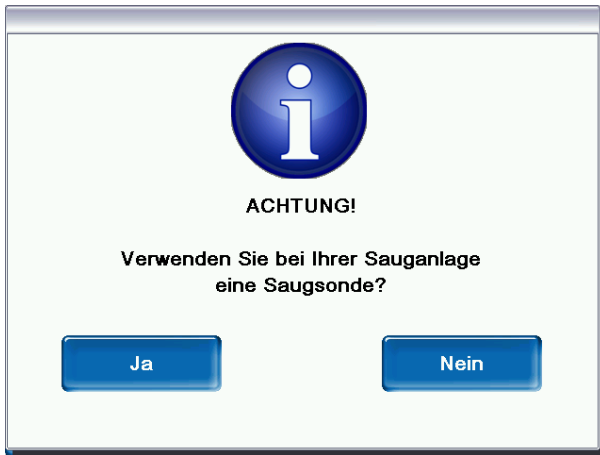 ACHTUNG!
Verwenden Sie bei Ihrer Sauganlage
eine Saugsonde?
Ja
Nein